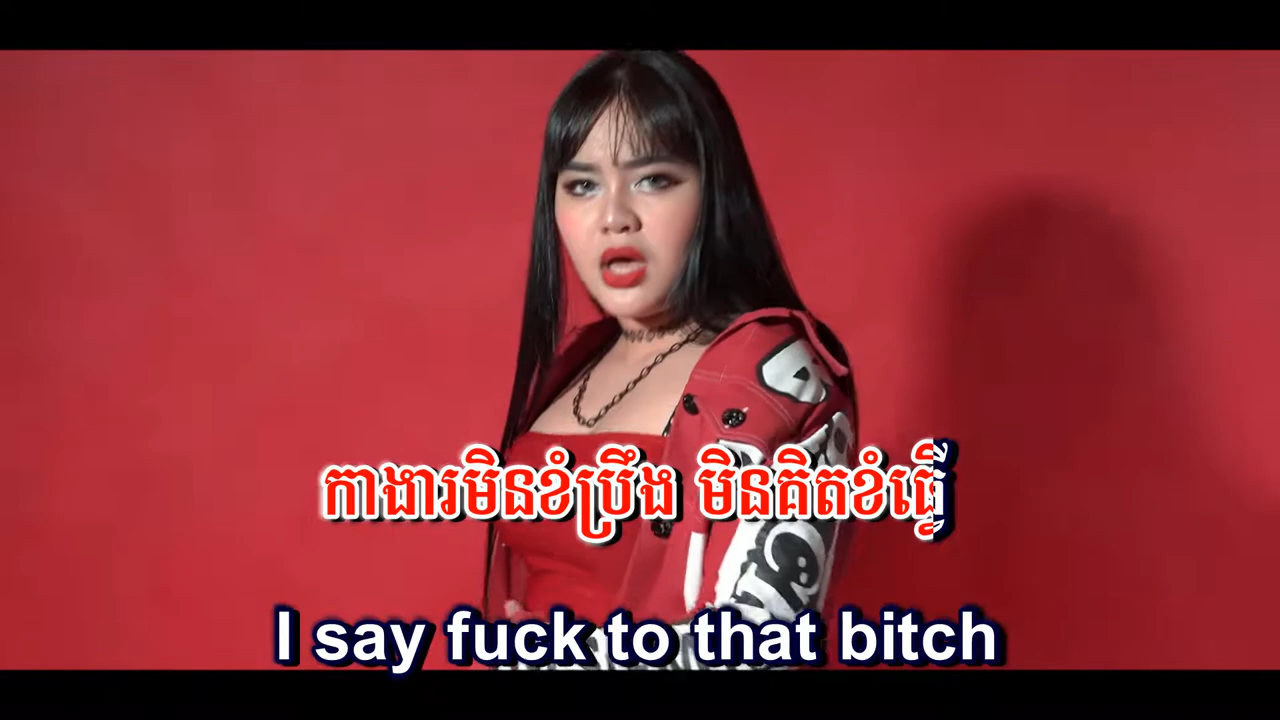 ការងារមិនខំប្រឹង មិនគិតខំធ្វើ
I say fuck to that bitch